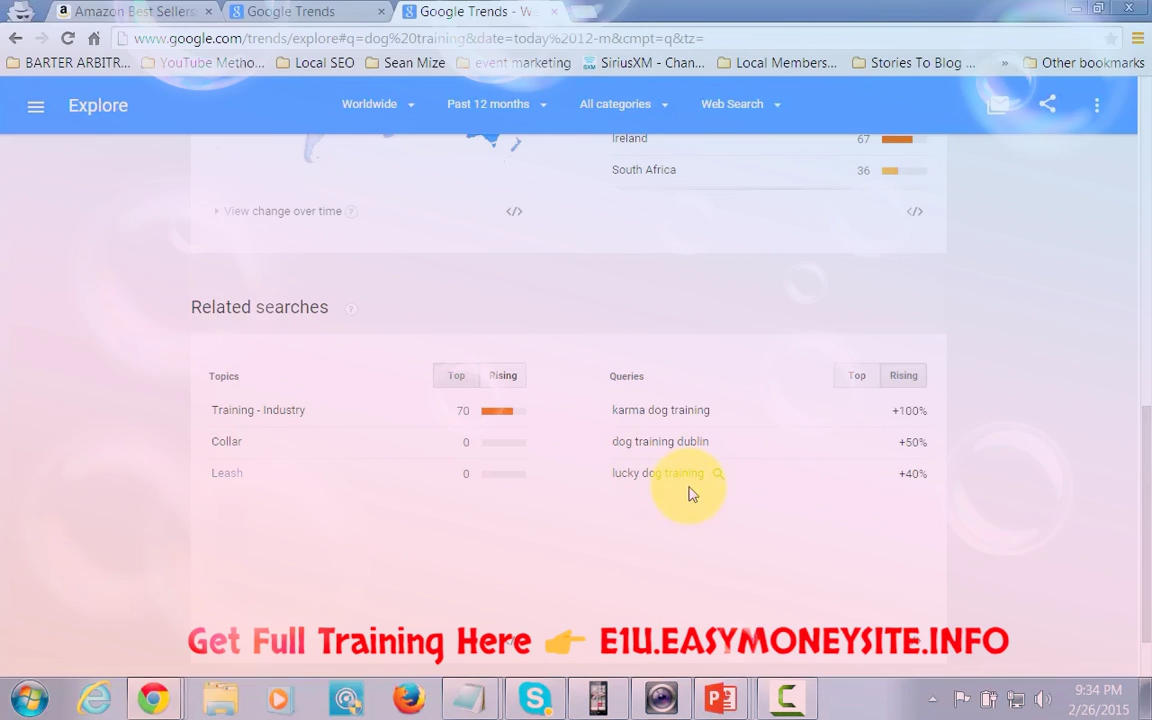 Amazon Best Sellers
Google Trends
Google Trends - W
www.google.com/trends/explore#q=dog%20training&date=today%2012-m&cmpt=q&tz=
BARTER ARBITR...
YouTube Metho...
Local SEO
Sean Mize
event marketing
SiriusXM - Chan...
Local Members...
Stories To Blog ...
»
Other bookmarks
Explore
Worldwide
Past 12 months
All categories
Web Search
Ireland 67
South Africa 36
View change over time ?
</>
</>
Related searches ?
Topics Top Rising
Training - Industry 70
Collar 0
Leash 0
Queries Top Rising
karma dog training +100%
dog training dublin +50%
lucky dog training +40%
Get Full Training Here 👉 E1U.EASYMONEYSITE.INFO
9:34 PM
2/26/2015